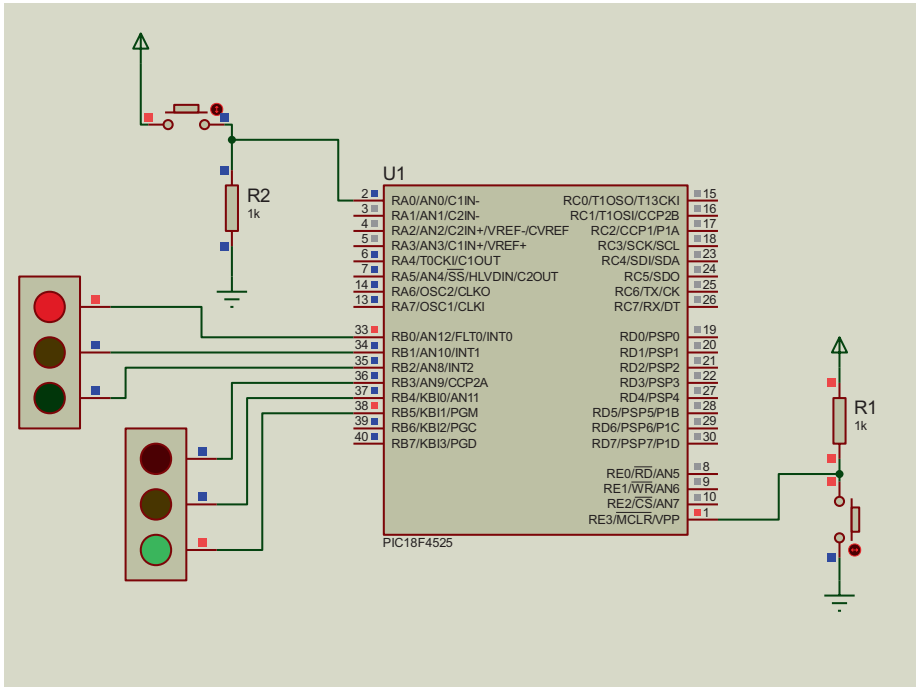 U1
R2
1k
2 RA0/AN0/C1IN-
3 RA1/AN1/C2IN-
4 RA2/AN2/C2IN+/VREF-/CVREF
5 RA3/AN3/C1IN+/VREF+
6 RA4/T0CKI/C1OUT
7 RA5/AN4/SS/HLVDIN/C2OUT
14 RA6/OSC2/CLKO
13 RA7/OSC1/CLKI
33 RB0/AN12/FLT0/INT0
34 RB1/AN10/INT1
35 RB2/AN8/INT2
36 RB3/AN9/CCP2A
37 RB4/KBI0/AN11
38 RB5/KBI1/PGM
39 RB6/KBI2/PGC
40 RB7/KBI3/PGD
RC0/T1OSO/T13CKI 15
RC1/T1OSI/CCP2B 16
RC2/CCP1/P1A 17
RC3/SCK/SCL 18
RC4/SDI/SDA 23
RC5/SDO 24
RC6/TX/CK 25
RC7/RX/DT 26
RD0/PSP0 19
RD1/PSP1 20
RD2/PSP2 21
RD3/PSP3 22
RD4/PSP4 27
RD5/PSP5/P1B 28
RD6/PSP6/P1C 29
RD7/PSP7/P1D 30
RE0/RD/AN5 8
RE1/WR/AN6 9
RE2/CS/AN7 10
RE3/MCLR/VPP 1
PIC18F4525
R1
1k